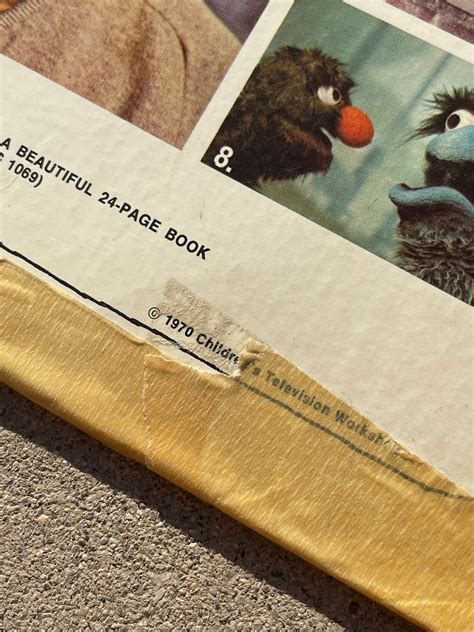 8.
A BEAUTIFUL 24-PAGE BOOK
1069)
© 1970 Children's Television Workshop